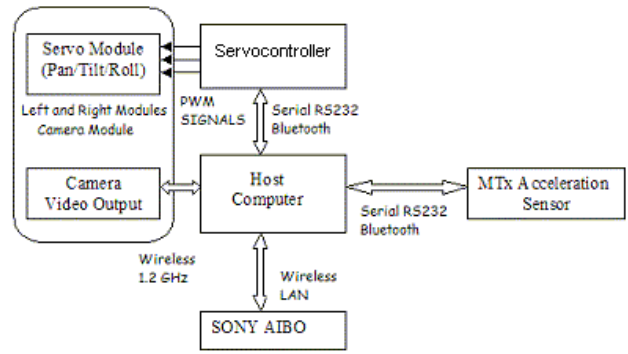 Servo Module
(Pan/Tilt/Roll)
Servocontroller
Left and Right Modules
Camera Module
PWM
SIGNALS
Serial RS232
Bluetooth
Camera
Video Output
Host
Computer
MTx Acceleration
Sensor
Serial RS232
Bluetooth
Wireless
1.2 GHz
Wireless
LAN
SONY AIBO